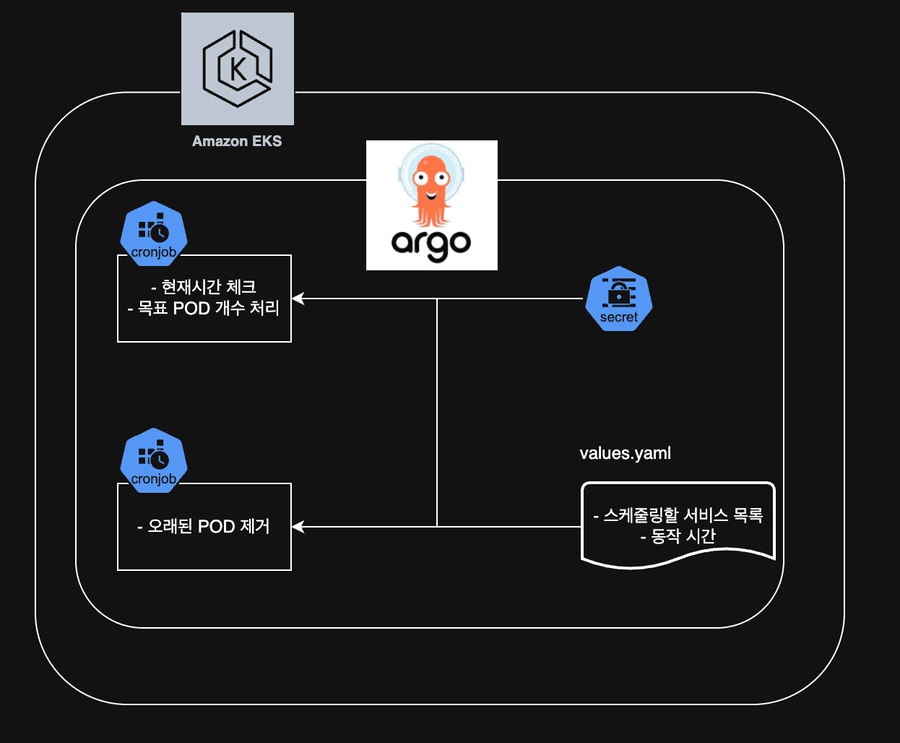 K
Amazon EKS
argo
cronjob
- 현재시간 체크
- 목표 POD 개수 처리
secret
cronjob
- 오래된 POD 제거
values.yaml
- 스케줄링할 서비스 목록
- 동작 시간